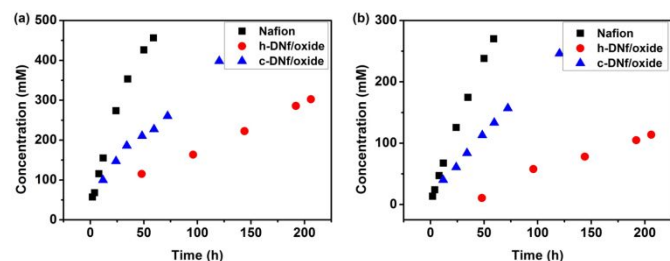 (a)
Concentration (mM)
500
400
300
200
100
0
Nafion
h-DNf/oxide
c-DNf/oxide
0 50 100 150 200
Time (h)
(b)
Concentration (mM)
300
200
100
0
Nafion
h-DNf/oxide
c-DNf/oxide
0 50 100 150 200
Time (h)